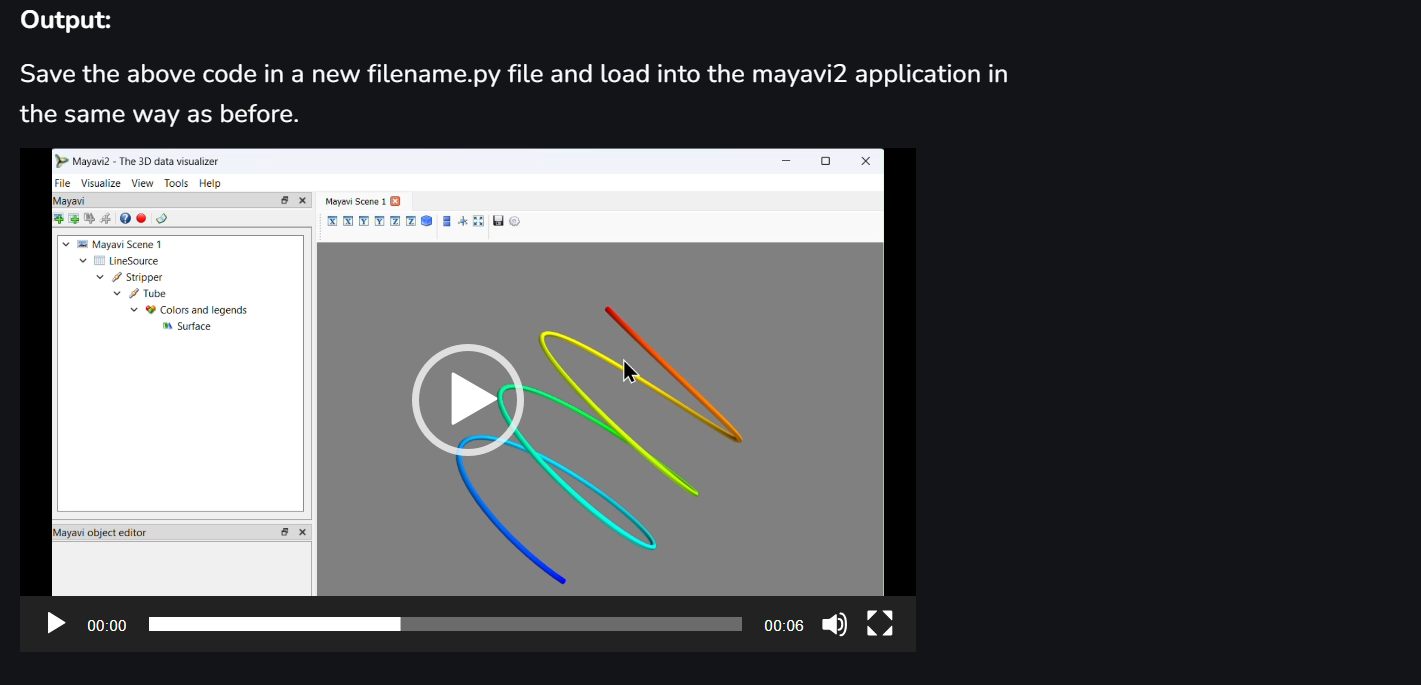 Output:
Save the above code in a new filename.py file and load into the mayavi2 application in
the same way as before.
Mayavi2 - The 3D data visualizer
File Visualize View Tools Help
Mayavi
Mayavi Scene 1
X X Y Y Z Z
Mayavi Scene 1
LineSource
Stripper
Tube
Colors and legends
Surface
Mayavi object editor
00:00 00:06